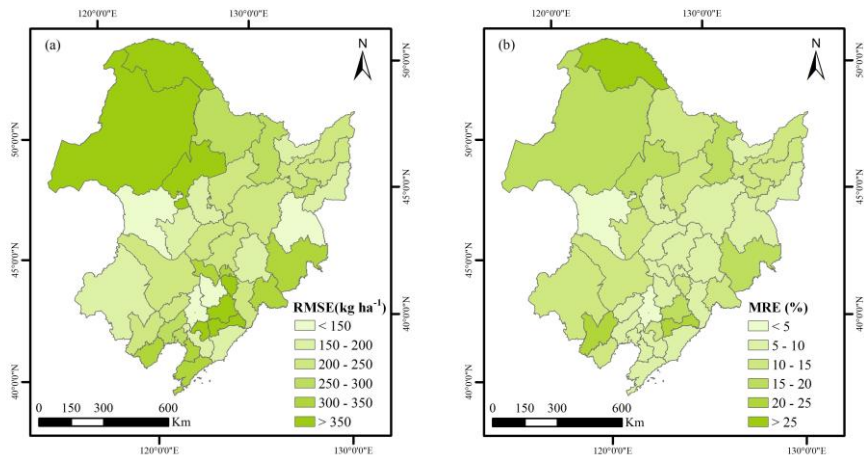 120°0'0"E 130°0'0"E
(a)
N
50°0'0"N
45°0'0"N
40°0'0"N
50°0'0"N
45°0'0"N
40°0'0"N
RMSE(kg ha⁻¹)
< 150
150 - 200
200 - 250
250 - 300
300 - 350
> 350
0 150 300 600
Km
120°0'0"E 130°0'0"E
120°0'0"E 130°0'0"E
(b)
N
50°0'0"N
45°0'0"N
40°0'0"N
50°0'0"N
45°0'0"N
40°0'0"N
MRE (%)
< 5
5 - 10
10 - 15
15 - 20
20 - 25
> 25
0 150 300 600
Km
120°0'0"E 130°0'0"E